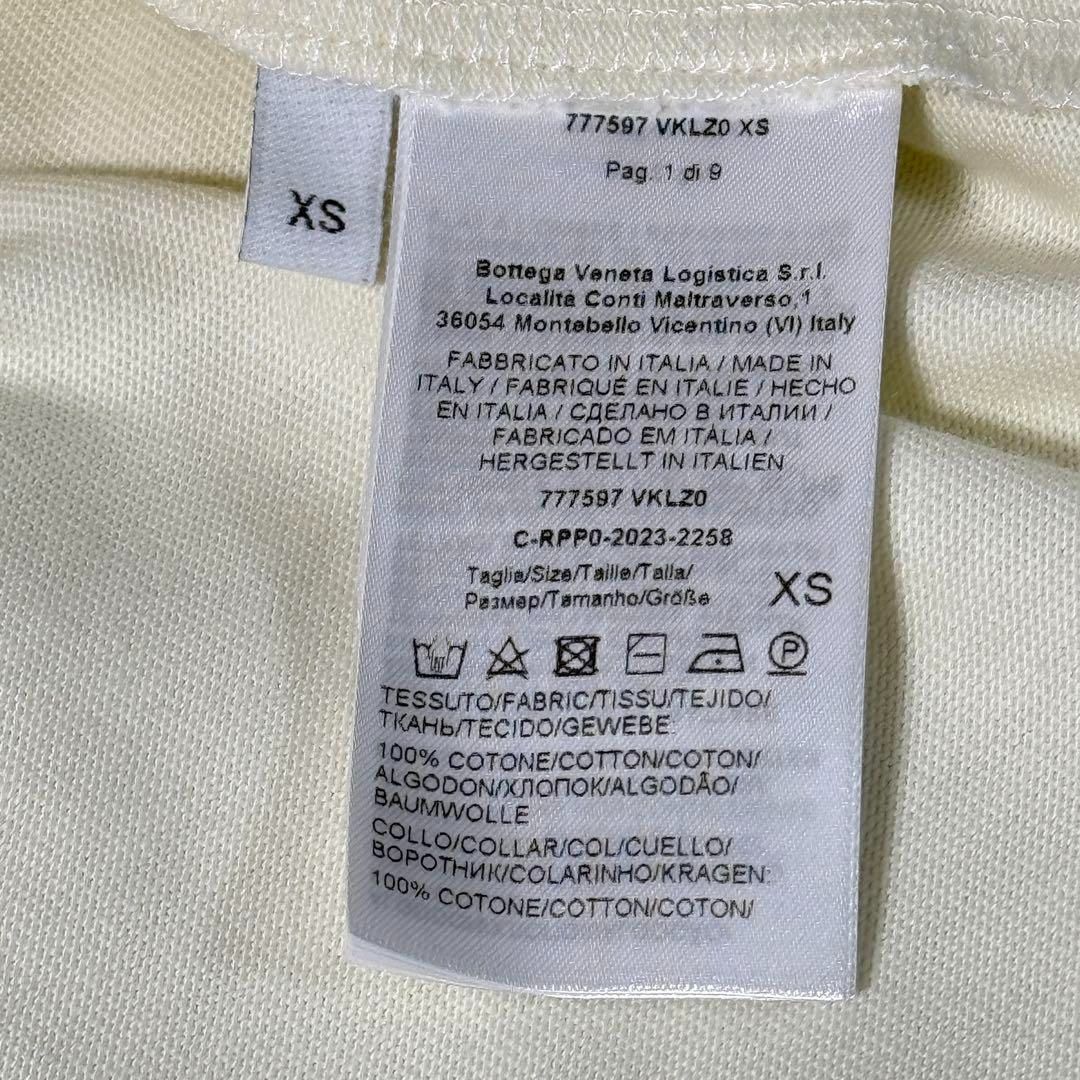 XS
777597 VKLZ0 XS
Pag. 1 di 9
Bottega Veneta Logistica S.r.l.
Località Conti Maltraverso,1
36054 Montebello Vicentino (VI) Italy
FABBRICATO IN ITALIA / MADE IN
ITALY / FABRIQUÉ EN ITALIE / HECHO
EN ITALIA / СДЕЛАНО В ИТАЛИИ /
FABRICADO EM ITÁLIA /
HERGESTELLT IN ITALIEN
777597 VKLZ0
C-RPP0-2023-2258
Taglia/Size/Taille/Talla/
Размер/Tamanho/Größe
XS
P
TESSUTO/FABRIC/TISSU/TEJIDO/
ТКАНЬ/TECIDO/GEWEBE:
100% COTONE/COTTON/COTON/
ALGODON/ХЛОПОК/ALGODÃO/
BAUMWOLLE
COLLO/COLLAR/COL/CUELLO/
ВОРОТНИК/COLARINHO/KRAGEN:
100% COTONE/COTTON/COTON/